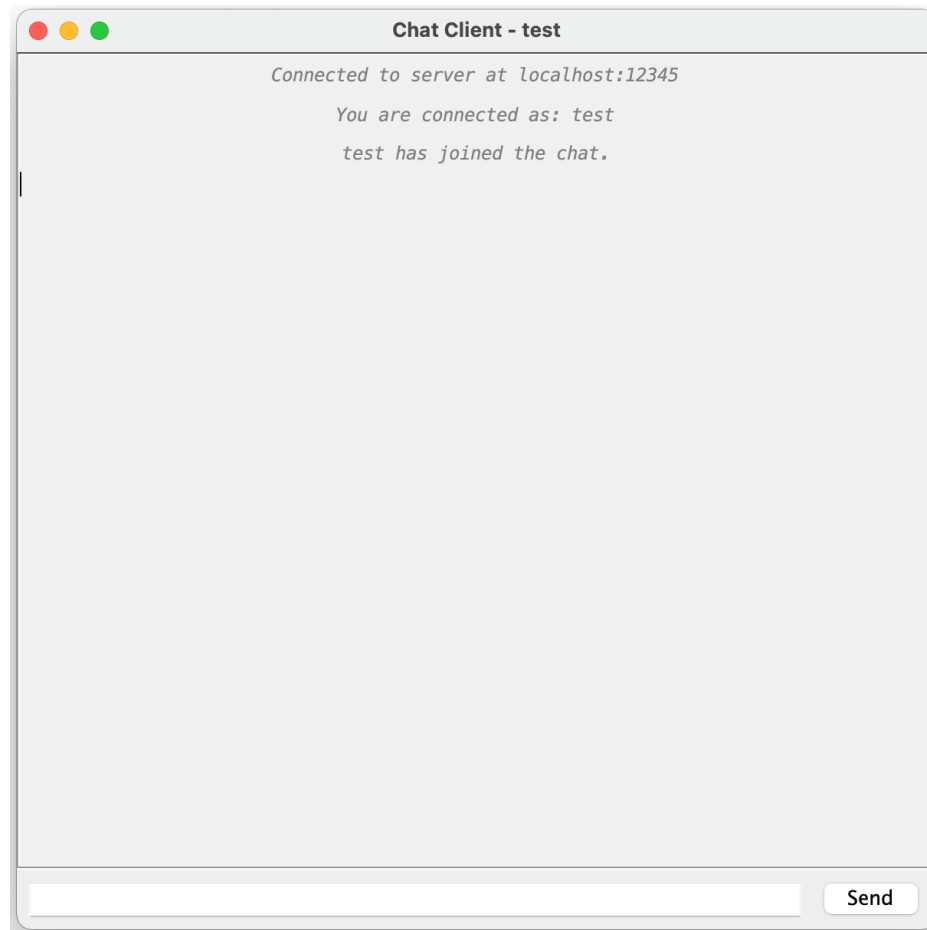 Chat Client - test
Connected to server at localhost:12345
You are connected as: test
test has joined the chat.
Send